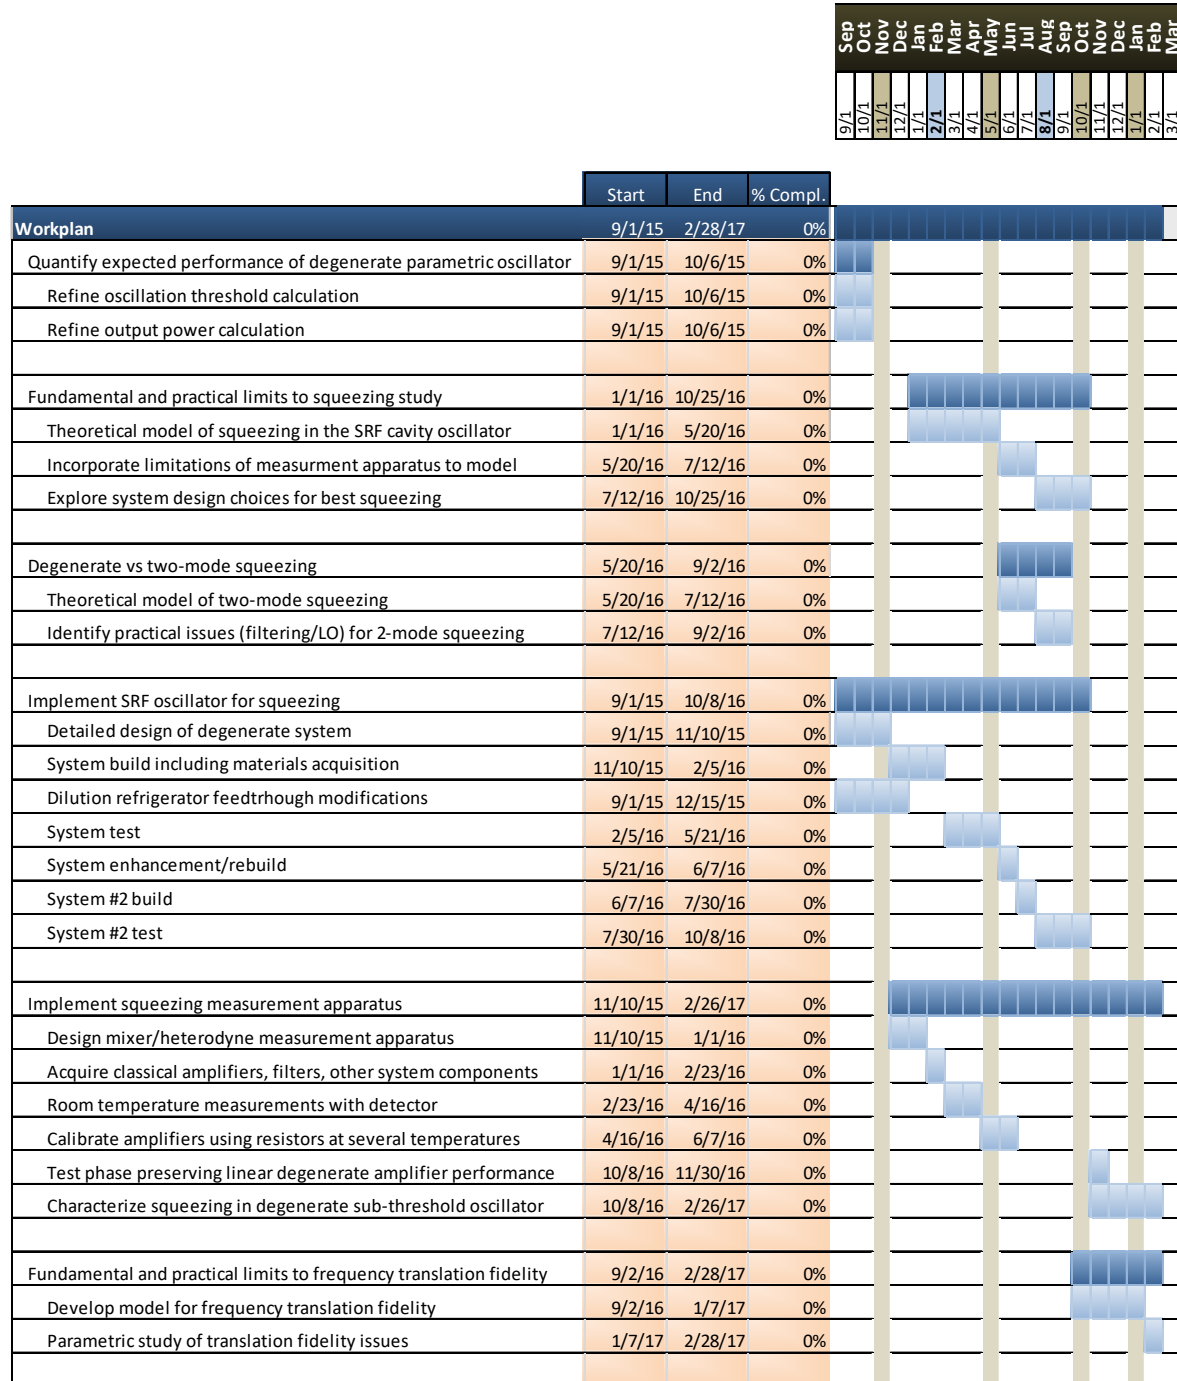 Sep Oct Nov Dec Jan Feb Mar Apr May Jun Jul Aug Sep Oct Nov Dec Jan Feb Mar
9/1 10/1 11/1 12/1 1/1 2/1 3/1 4/1 5/1 6/1 7/1 8/1 9/1 10/1 11/1 12/1 1/1 2/1 3/1
Start End % Compl.
Workplan 9/1/15 2/28/17 0%
Quantify expected performance of degenerate parametric oscillator 9/1/15 10/6/15 0%
Refine oscillation threshold calculation 9/1/15 10/6/15 0%
Refine output power calculation 9/1/15 10/6/15 0%
Fundamental and practical limits to squeezing study 1/1/16 10/25/16 0%
Theoretical model of squeezing in the SRF cavity oscillator 1/1/16 5/20/16 0%
Incorporate limitations of measurment apparatus to model 5/20/16 7/12/16 0%
Explore system design choices for best squeezing 7/12/16 10/25/16 0%
Degenerate vs two-mode squeezing 5/20/16 9/2/16 0%
Theoretical model of two-mode squeezing 5/20/16 7/12/16 0%
Identify practical issues (filtering/LO) for 2-mode squeezing 7/12/16 9/2/16 0%
Implement SRF oscillator for squeezing 9/1/15 10/8/16 0%
Detailed design of degenerate system 9/1/15 11/10/15 0%
System build including materials acquisition 11/10/15 2/5/16 0%
Dilution refrigerator feedtrhough modifications 9/1/15 12/15/15 0%
System test 2/5/16 5/21/16 0%
System enhancement/rebuild 5/21/16 6/7/16 0%
System #2 build 6/7/16 7/30/16 0%
System #2 test 7/30/16 10/8/16 0%
Implement squeezing measurement apparatus 11/10/15 2/26/17 0%
Design mixer/heterodyne measurement apparatus 11/10/15 1/1/16 0%
Acquire classical amplifiers, filters, other system components 1/1/16 2/23/16 0%
Room temperature measurements with detector 2/23/16 4/16/16 0%
Calibrate amplifiers using resistors at several temperatures 4/16/16 6/7/16 0%
Test phase preserving linear degenerate amplifier performance 10/8/16 11/30/16 0%
Characterize squeezing in degenerate sub-threshold oscillator 10/8/16 2/26/17 0%
Fundamental and practical limits to frequency translation fidelity 9/2/16 2/28/17 0%
Develop model for frequency translation fidelity 9/2/16 1/7/17 0%
Parametric study of translation fidelity issues 1/7/17 2/28/17 0%